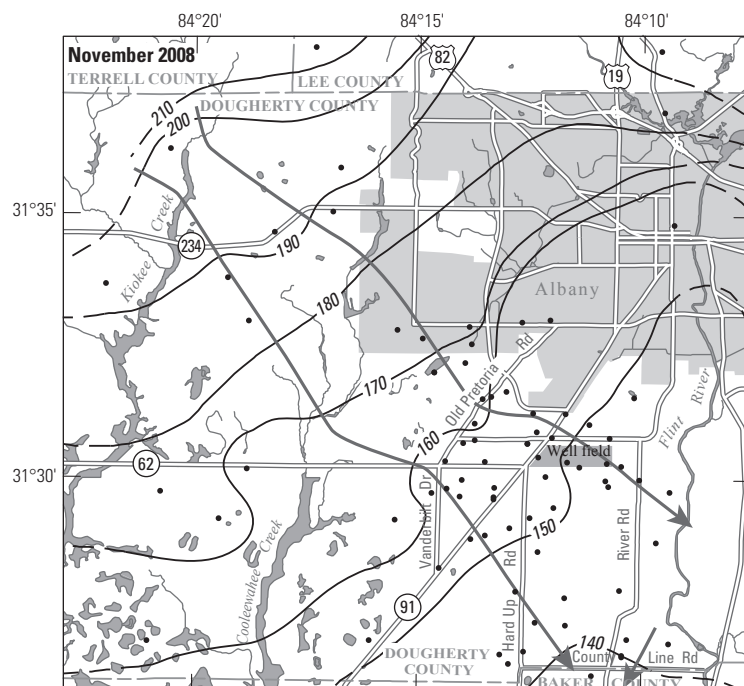 84°20'
84°15'
84°10'
November 2008
TERRELL COUNTY
LEE COUNTY
82
19
DOUGHERTY COUNTY
210
200
31°35'
Kiokee Creek
234
190
180
Albany
170
Old Pretoria Rd
Flint River
160
Well field
62
31°30'
150
Vanderbilt Dr
Cooleewahee Creek
Hard Up Rd
River Rd
91
140
DOUGHERTY
COUNTY
County Line Rd
BAKER COUNTY